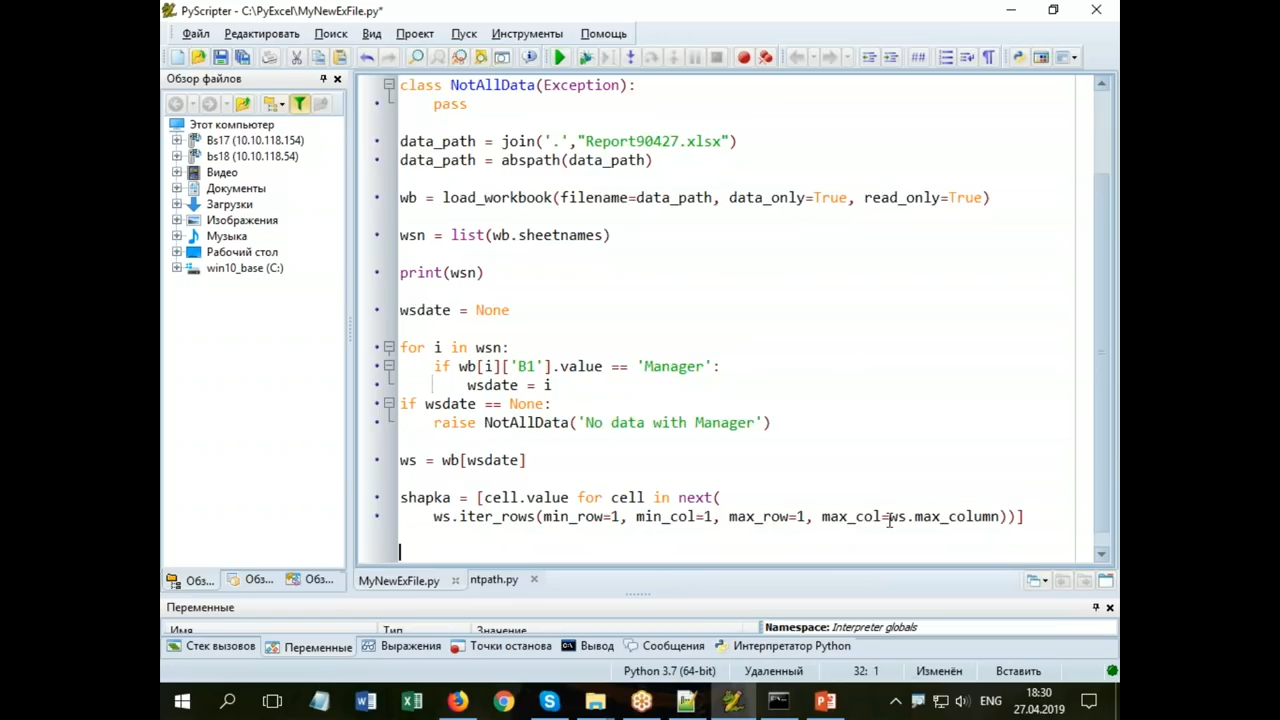 PyScripter - C:\PyExcel\MyNewExFile.py*
Файл Редактировать Поиск Вид Проект Пуск Инструменты Помощь
Обзор файлов
Этот компьютер
Bs17 (10.10.118.154)
bs18 (10.10.118.54)
Видео
Документы
Загрузки
Изображения
Музыка
Рабочий стол
win10_base (C:)
class NotAllData(Exception):
pass
data_path = join('.',"Report90427.xlsx")
data_path = abspath(data_path)
wb = load_workbook(filename=data_path, data_only=True, read_only=True)
wsn = list(wb.sheetnames)
print(wsn)
wsdate = None
for i in wsn:
if wb[i]['B1'].value == 'Manager':
wsdate = i
if wsdate == None:
raise NotAllData('No data with Manager')
ws = wb[wsdate]
shapka = [cell.value for cell in next(
ws.iter_rows(min_row=1, min_col=1, max_row=1, max_col=ws.max_column))]
Обз... Обз... Обз...
MyNewExFile.py ntpath.py
Переменные
Имя Тип Значение
Namespace: Interpreter globals
Стек вызовов Переменные Выражения Точки останова Вывод Сообщения Интерпретатор Python
Python 3.7 (64-bit) Удаленный 32: 1 Изменён Вставить
ENG
18:30
27.04.2019